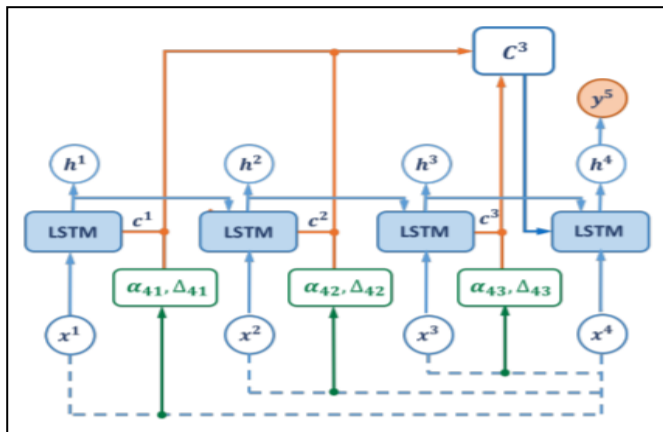 C³
y⁵
h¹ h² h³ h⁴
LSTM c¹ LSTM c² LSTM c³ LSTM
α₄₁, Δ₄₁ α₄₂, Δ₄₂ α₄₃, Δ₄₃
x¹ x² x³ x⁴